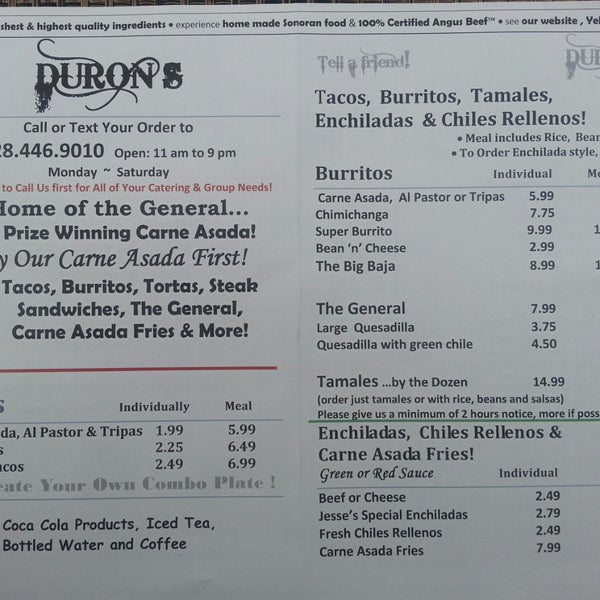 highest quality ingredients • experience home made Sonoran food & 100% Certified Angus Beef™ • see our website,
DURON'S
Call or Text Your Order to
8.446.9010 Open: 11 am to 9 pm
Monday ~ Saturday
to Call Us first for All of Your Catering & Group Needs!
Home of the General...
Prize Winning Carne Asada!
Our Carne Asada First!
Tacos, Burritos, Tortas, Steak
Sandwiches, The General,
Carne Asada Fries & More!
Individually Meal
Al Pastor & Tripas 1.99 5.99
2.25 6.49
2.49 6.99
Your Own Combo Plate !
Coca Cola Products, Iced Tea,
Bottled Water and Coffee
Tell a friend!
Tacos, Burritos, Tamales,
Enchiladas & Chiles Rellenos!
• Meal includes Rice,
• To Order Enchilada style,
Burritos Individual
Carne Asada, Al Pastor or Tripas 5.99
Chimichanga 7.75
Super Burrito 9.99
Bean 'n' Cheese 2.99
The Big Baja 8.99
The General 7.99
Large Quesadilla 3.75
Quesadilla with green chile 4.50
Tamales ...by the Dozen 14.99
(order just tamales or with rice, beans and salsas)
Please give us a minimum of 2 hours notice, more if poss
Enchiladas, Chiles Rellenos &
Carne Asada Fries!
Green or Red Sauce Individual
Beef or Cheese 2.49
Jesse's Special Enchiladas 2.79
Fresh Chiles Rellenos 2.49
Carne Asada Fries 7.99